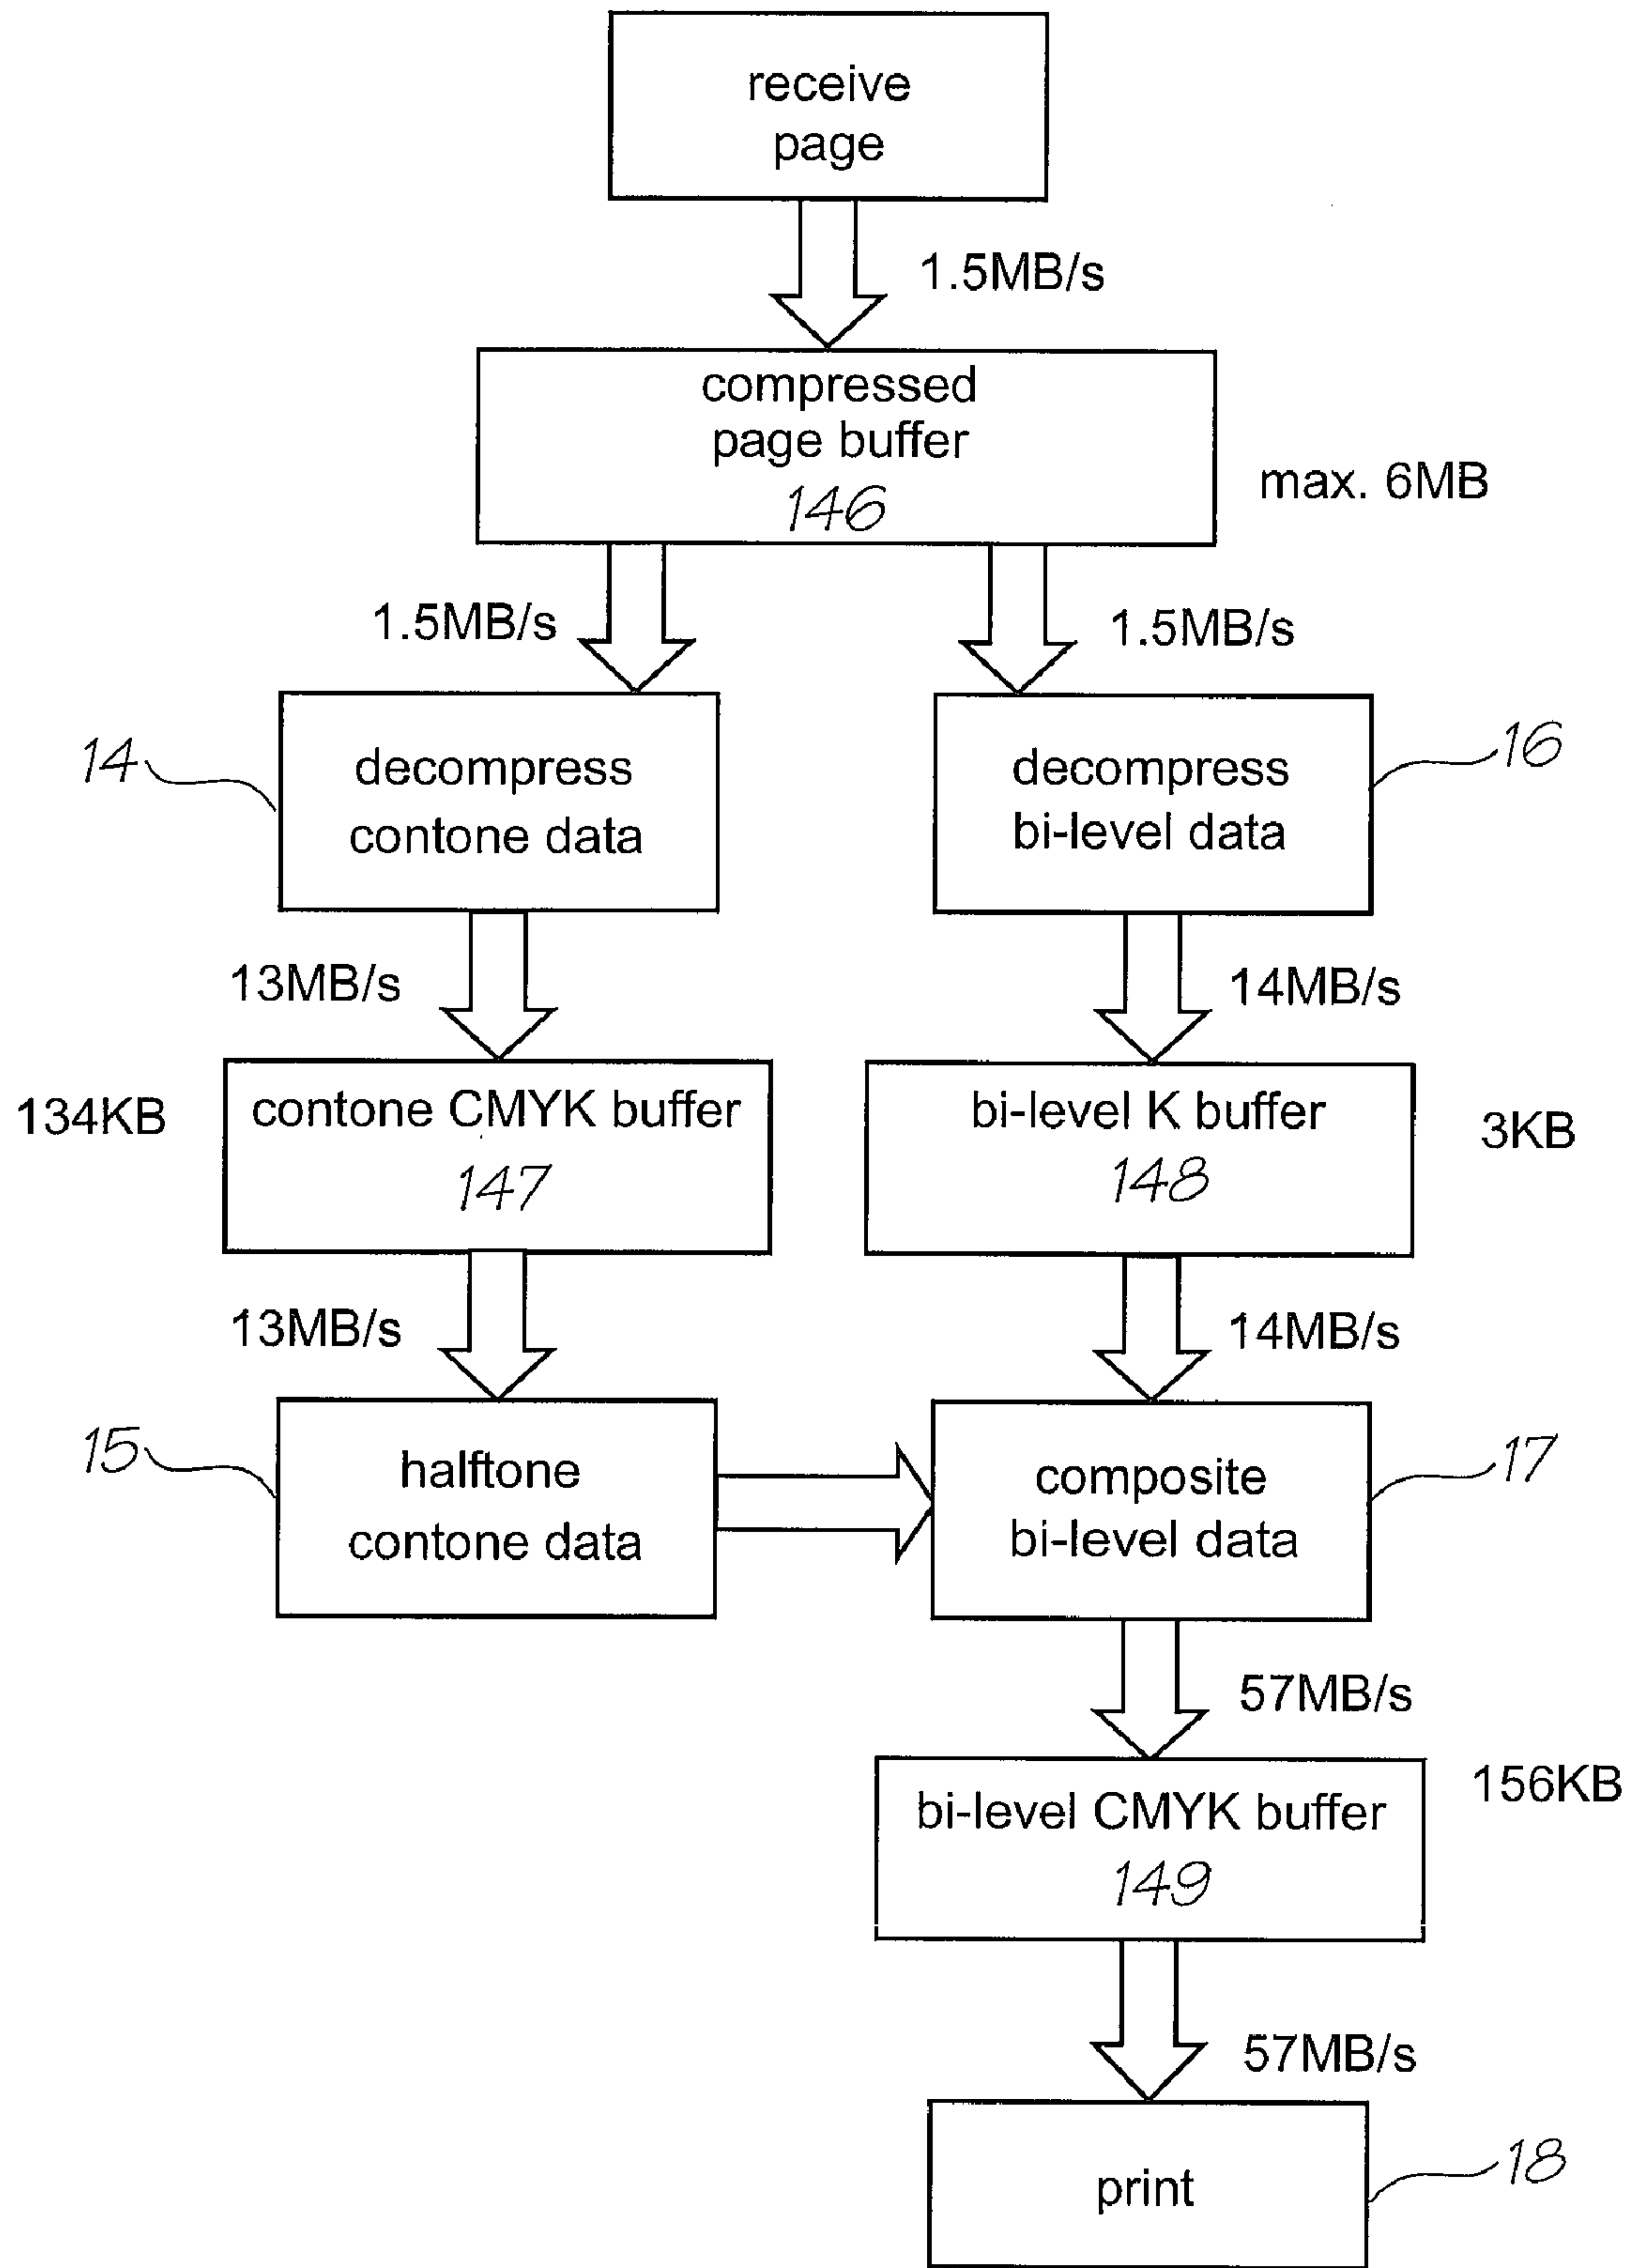 receive
page
1.5MB/s
compressed
page buffer
146
max. 6MB
1.5MB/s
1.5MB/s
14
decompress
contone data
decompress
bi-level data
16
13MB/s
14MB/s
134KB
contone CMYK buffer
147
bi-level K buffer
148
3KB
13MB/s
14MB/s
15
halftone
contone data
composite
bi-level data
17
57MB/s
bi-level CMYK buffer
149
156KB
57MB/s
print
18